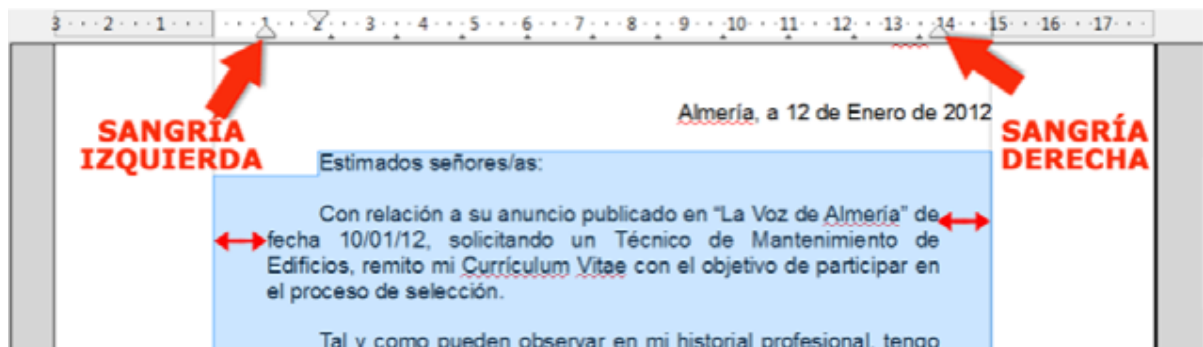 3 2 1 1 2 3 4 5 6 7 8 9 10 11 12 13 14 15 16 17
Almería, a 12 de Enero de 2012
SANGRÍA
IZQUIERDA
SANGRÍA
DERECHA
Estimados señores/as:
Con relación a su anuncio publicado en “La Voz de Almería” de
fecha 10/01/12, solicitando un Técnico de Mantenimiento de
Edificios, remito mi Currículum Vitae con el objetivo de participar en
el proceso de selección.
Tal y como pueden observar en mi historial profesional, tengo